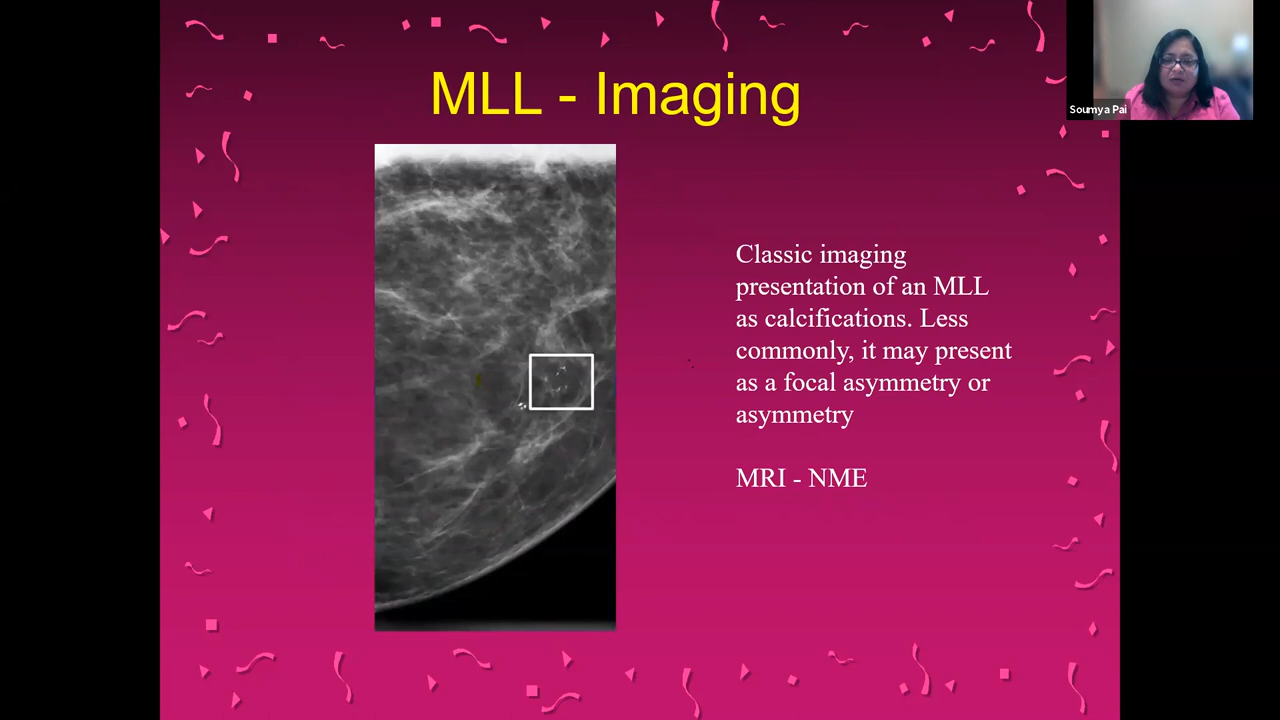 MLL - Imaging
Soumya Pai
Classic imaging
presentation of an MLL
as calcifications. Less
commonly, it may present
as a focal asymmetry or
asymmetry
MRI - NME